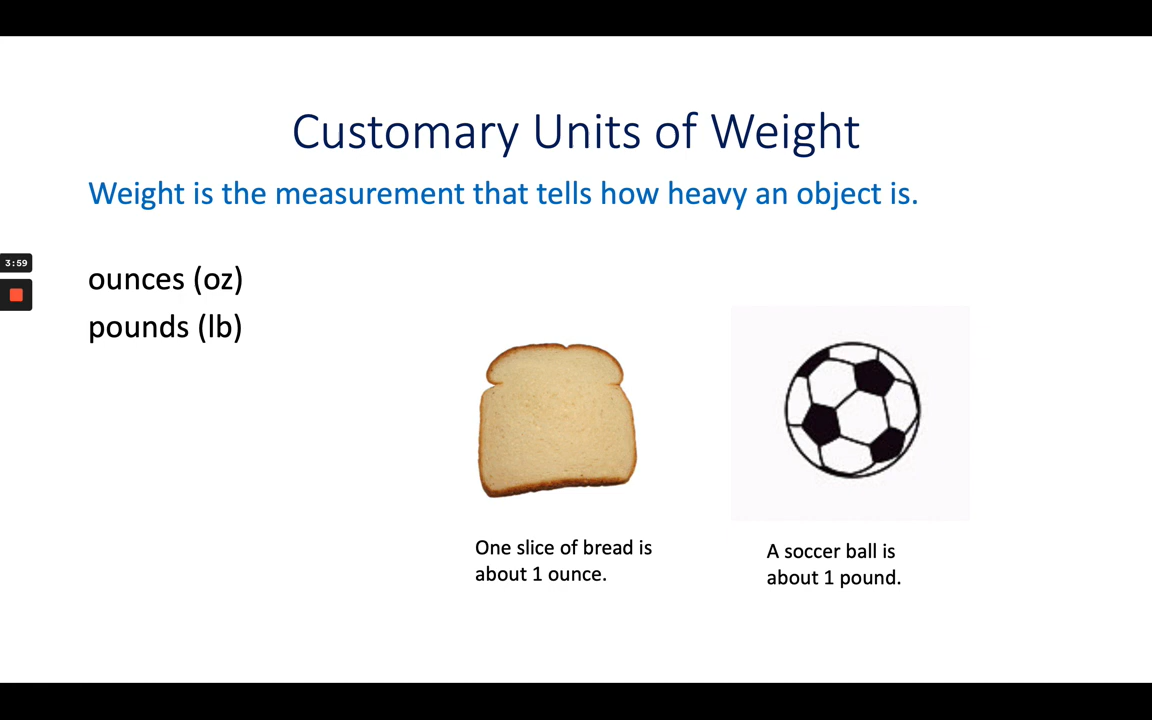 Customary Units of Weight
Weight is the measurement that tells how heavy an object is.
3:59
ounces (oz)
pounds (lb)
One slice of bread is
about 1 ounce.
A soccer ball is
about 1 pound.